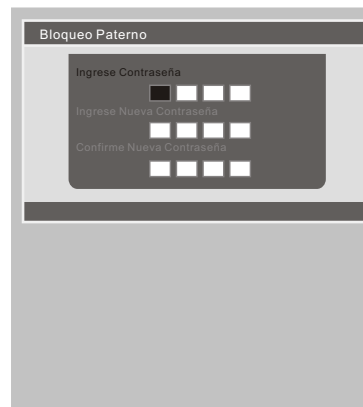 Bloqueo Paterno
Ingrese Contraseña
Ingrese Nueva Contraseña
Confirme Nueva Contraseña